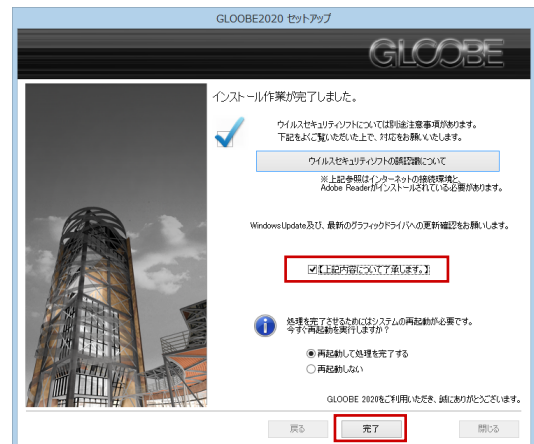 GLOOBE2020 セットアップ
GLOOBE
インストール作業が完了しました。
ウイルスセキュリティソフトについては別途注意事項があります。
下記をよくご覧いただいた上で、対応をお願いいたします。
ウイルスセキュリティソフトの誤認識について
※上記参照はインターネットの接続環境と、
Adobe Readerがインストールされている必要があります。
WindowsUpdate及び、最新のグラフィックドライバへの更新確認をお願します。
【上記内容について了承します。】
処理を完了させるためにはシステムの再起動が必要です。
今すぐ再起動を実行しますか？
再起動して処理を完了する
再起動しない
GLOOBE 2020をご利用いただき、誠にありがとうございます。
戻る
完了
閉じる